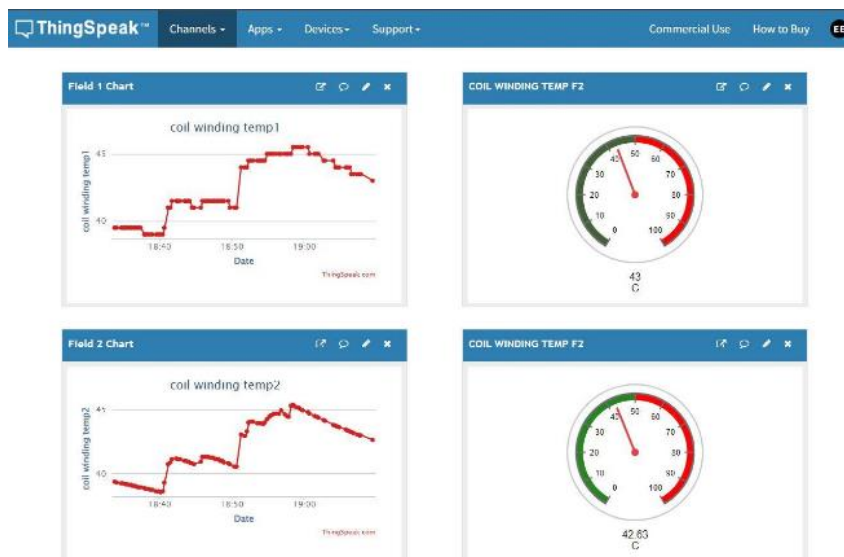 ThingSpeak™ Channels Apps Devices Support Commercial Use How to Buy EB
Field 1 Chart
coil winding temp1
coil winding temp1
45
40
18:40 18:50 19:00
Date
ThingSpeak.com
COIL WINDING TEMP F2
0 10 20 30 40 50 60 70 80 90 100
43
C
Field 2 Chart
coil winding temp2
coil winding temp2
45
40
18:40 18:50 19:00
Date
ThingSpeak.com
COIL WINDING TEMP F2
0 10 20 30 40 50 60 70 80 90 100
42.63
C